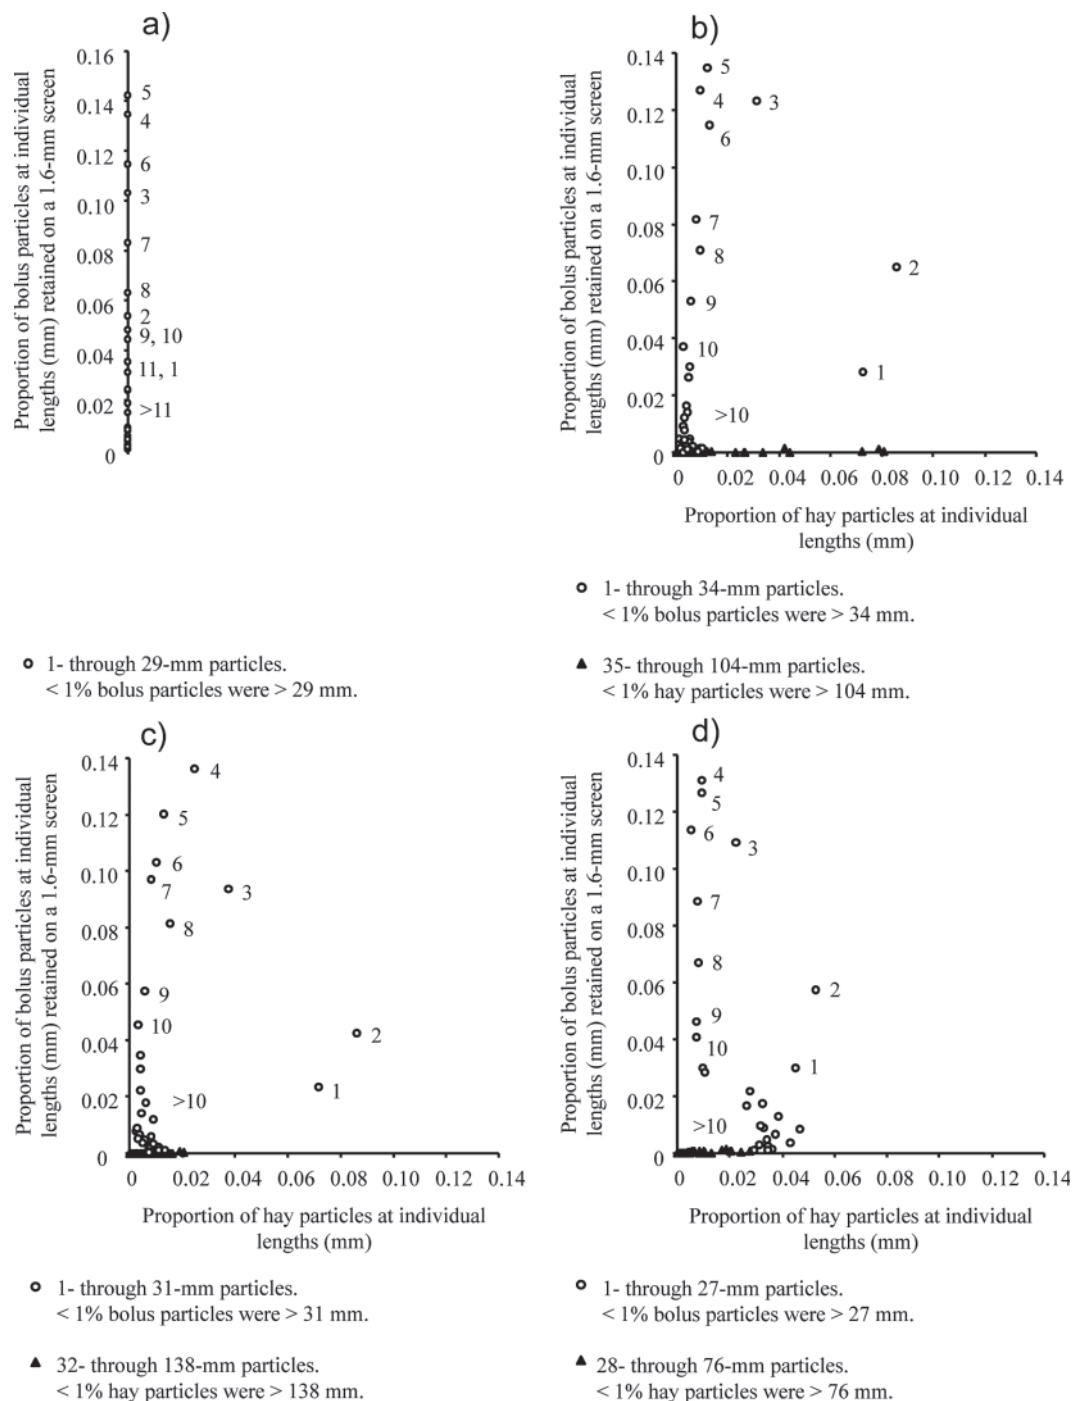 a)
Proportion of bolus particles at individual
lengths (mm) retained on a 1.6-mm screen
0.16
0.14
0.12
0.10
0.08
0.06
0.04
0.02
0
5
4
6
3
7
8
2
9, 10
11, 1
>11
1- through 29-mm particles.
< 1% bolus particles were > 29 mm.
b)
Proportion of bolus particles at individual
lengths (mm) retained on a 1.6-mm screen
0.14
0.12
0.10
0.08
0.06
0.04
0.02
0
5
4
3
6
7
8
2
9
10
1
>10
0 0.02 0.04 0.06 0.08 0.10 0.12 0.14
Proportion of hay particles at individual
lengths (mm)
1- through 34-mm particles.
< 1% bolus particles were > 34 mm.
35- through 104-mm particles.
< 1% hay particles were > 104 mm.
c)
Proportion of bolus particles at individual
lengths (mm) retained on a 1.6-mm screen
0.14
0.12
0.10
0.08
0.06
0.04
0.02
0
4
5
6
7
3
8
9
10
2
1
>10
0 0.02 0.04 0.06 0.08 0.10 0.12 0.14
Proportion of hay particles at individual
lengths (mm)
1- through 31-mm particles.
< 1% bolus particles were > 31 mm.
32- through 138-mm particles.
< 1% hay particles were > 138 mm.
d)
Proportion of bolus particles at individual
lengths (mm) retained on a 1.6-mm screen
0.14
0.12
0.10
0.08
0.06
0.04
0.02
0
4
5
6
3
7
8
2
9
10
1
>10
0 0.02 0.04 0.06 0.08 0.10 0.12 0.14
Proportion of hay particles at individual
lengths (mm)
1- through 27-mm particles.
< 1% bolus particles were > 27 mm.
28- through 76-mm particles.
< 1% hay particles were > 76 mm.